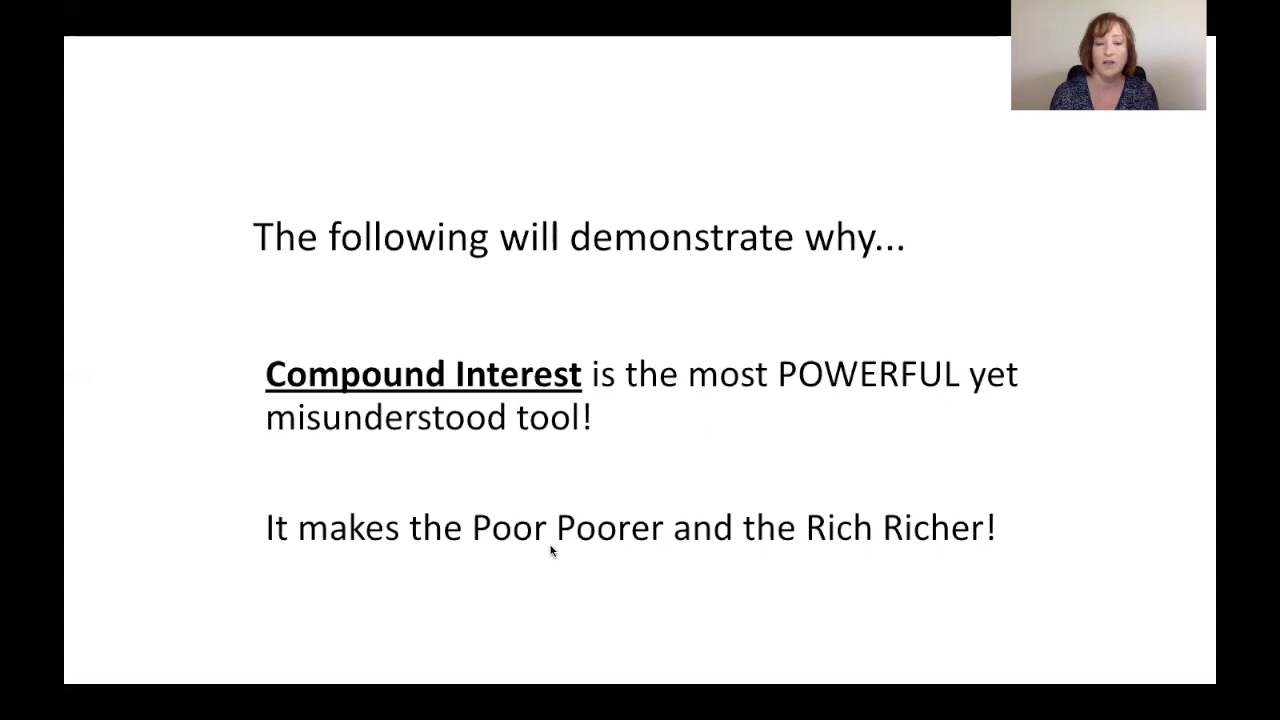 The following will demonstrate why...
Compound Interest is the most POWERFUL yet
misunderstood tool!
It makes the Poor Poorer and the Rich Richer!